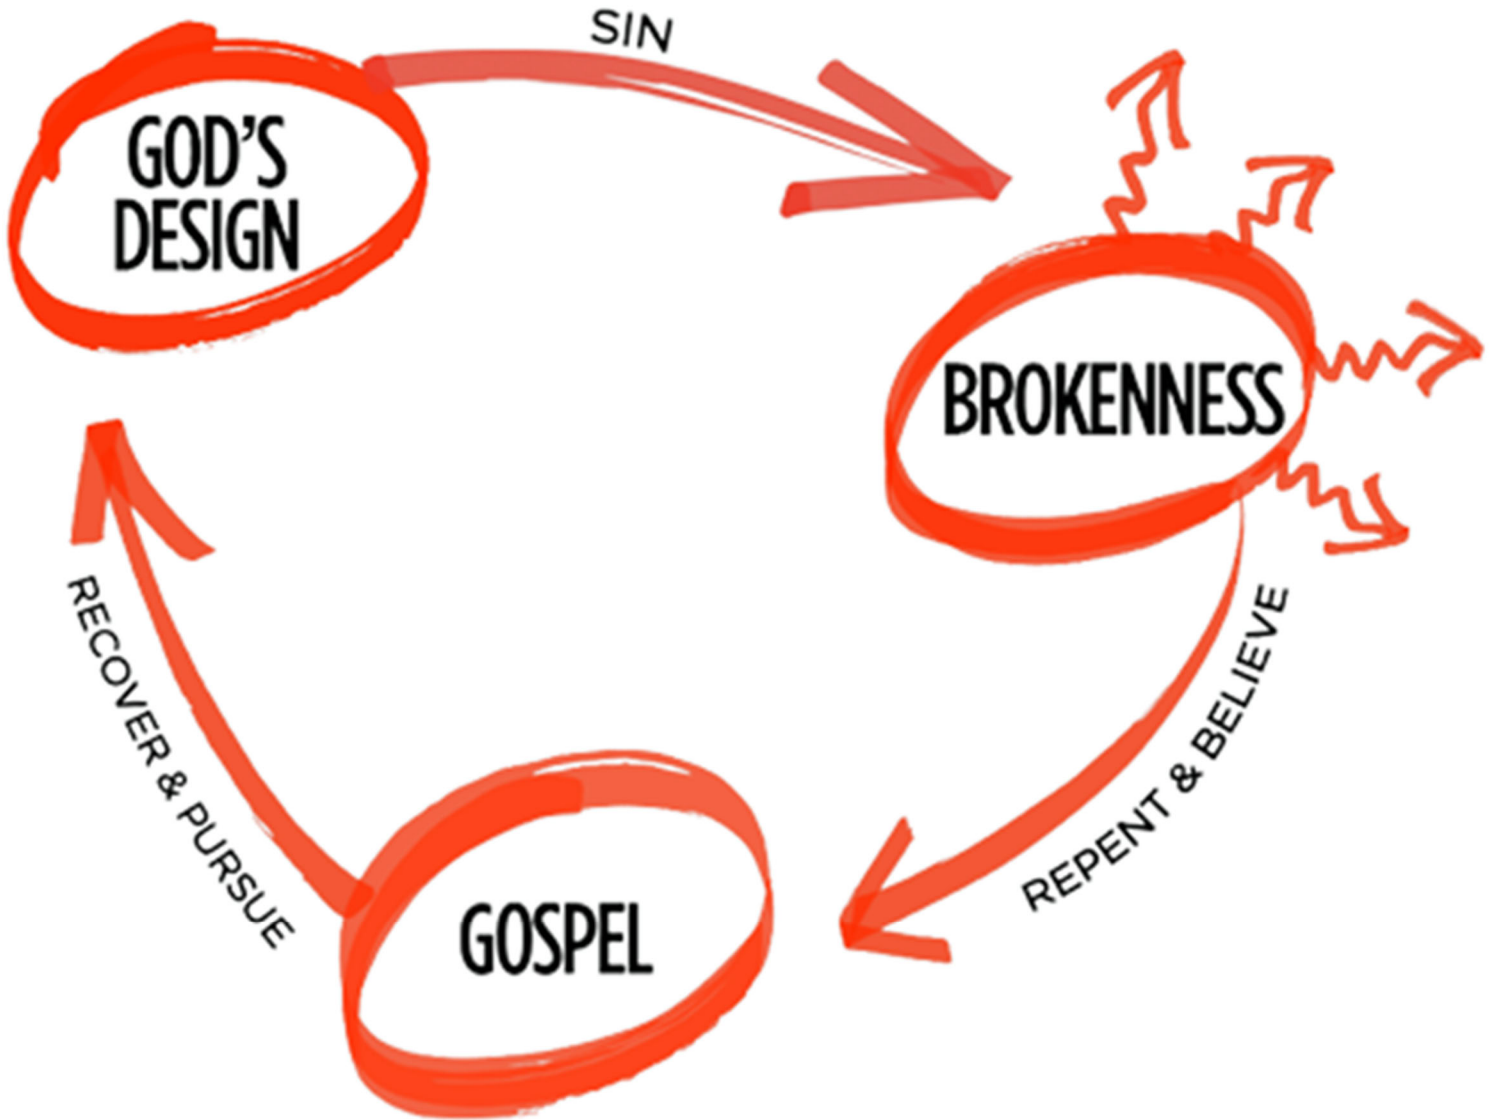 SIN
GOD'S
DESIGN
BROKENNESS
REPENT & BELIEVE
GOSPEL
RECOVER & PURSUE